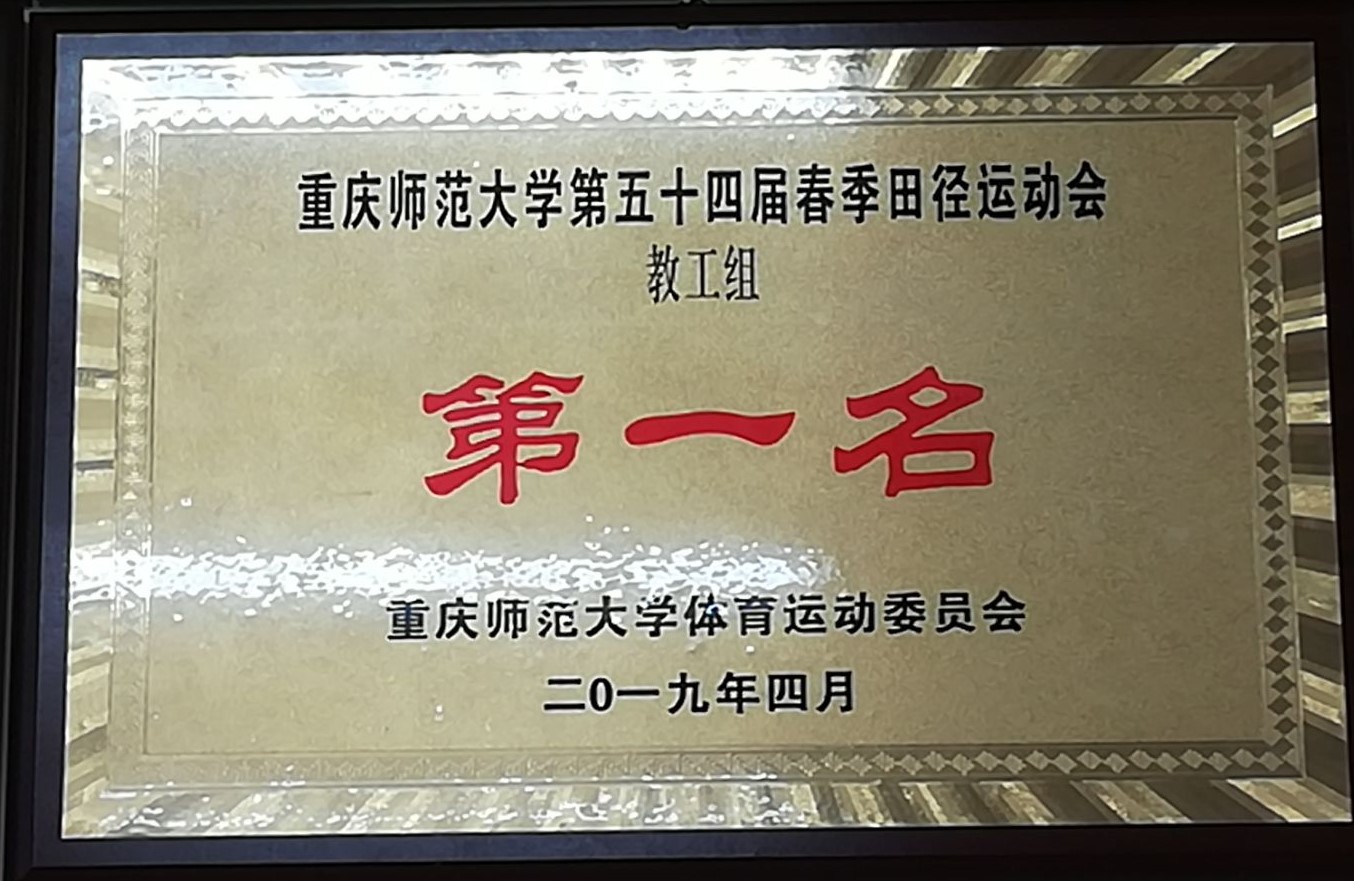 重庆师范大学第五十四届春季田径运动会
教工组
第一名
重庆师范大学体育运动委员会
二0一九年四月